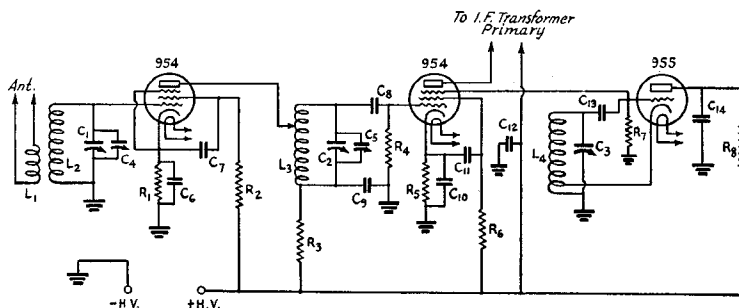 To I.F. Transformer
Primary
954
954
955
Ant.
C8
C13
C14
C1
C4
C7
L2
L1
R1
C6
R2
L3
C2
C5
R4
C9
R3
C12
C11
R5
C10
R6
L4
C3
R7
R8
-H.V.
+H.V.